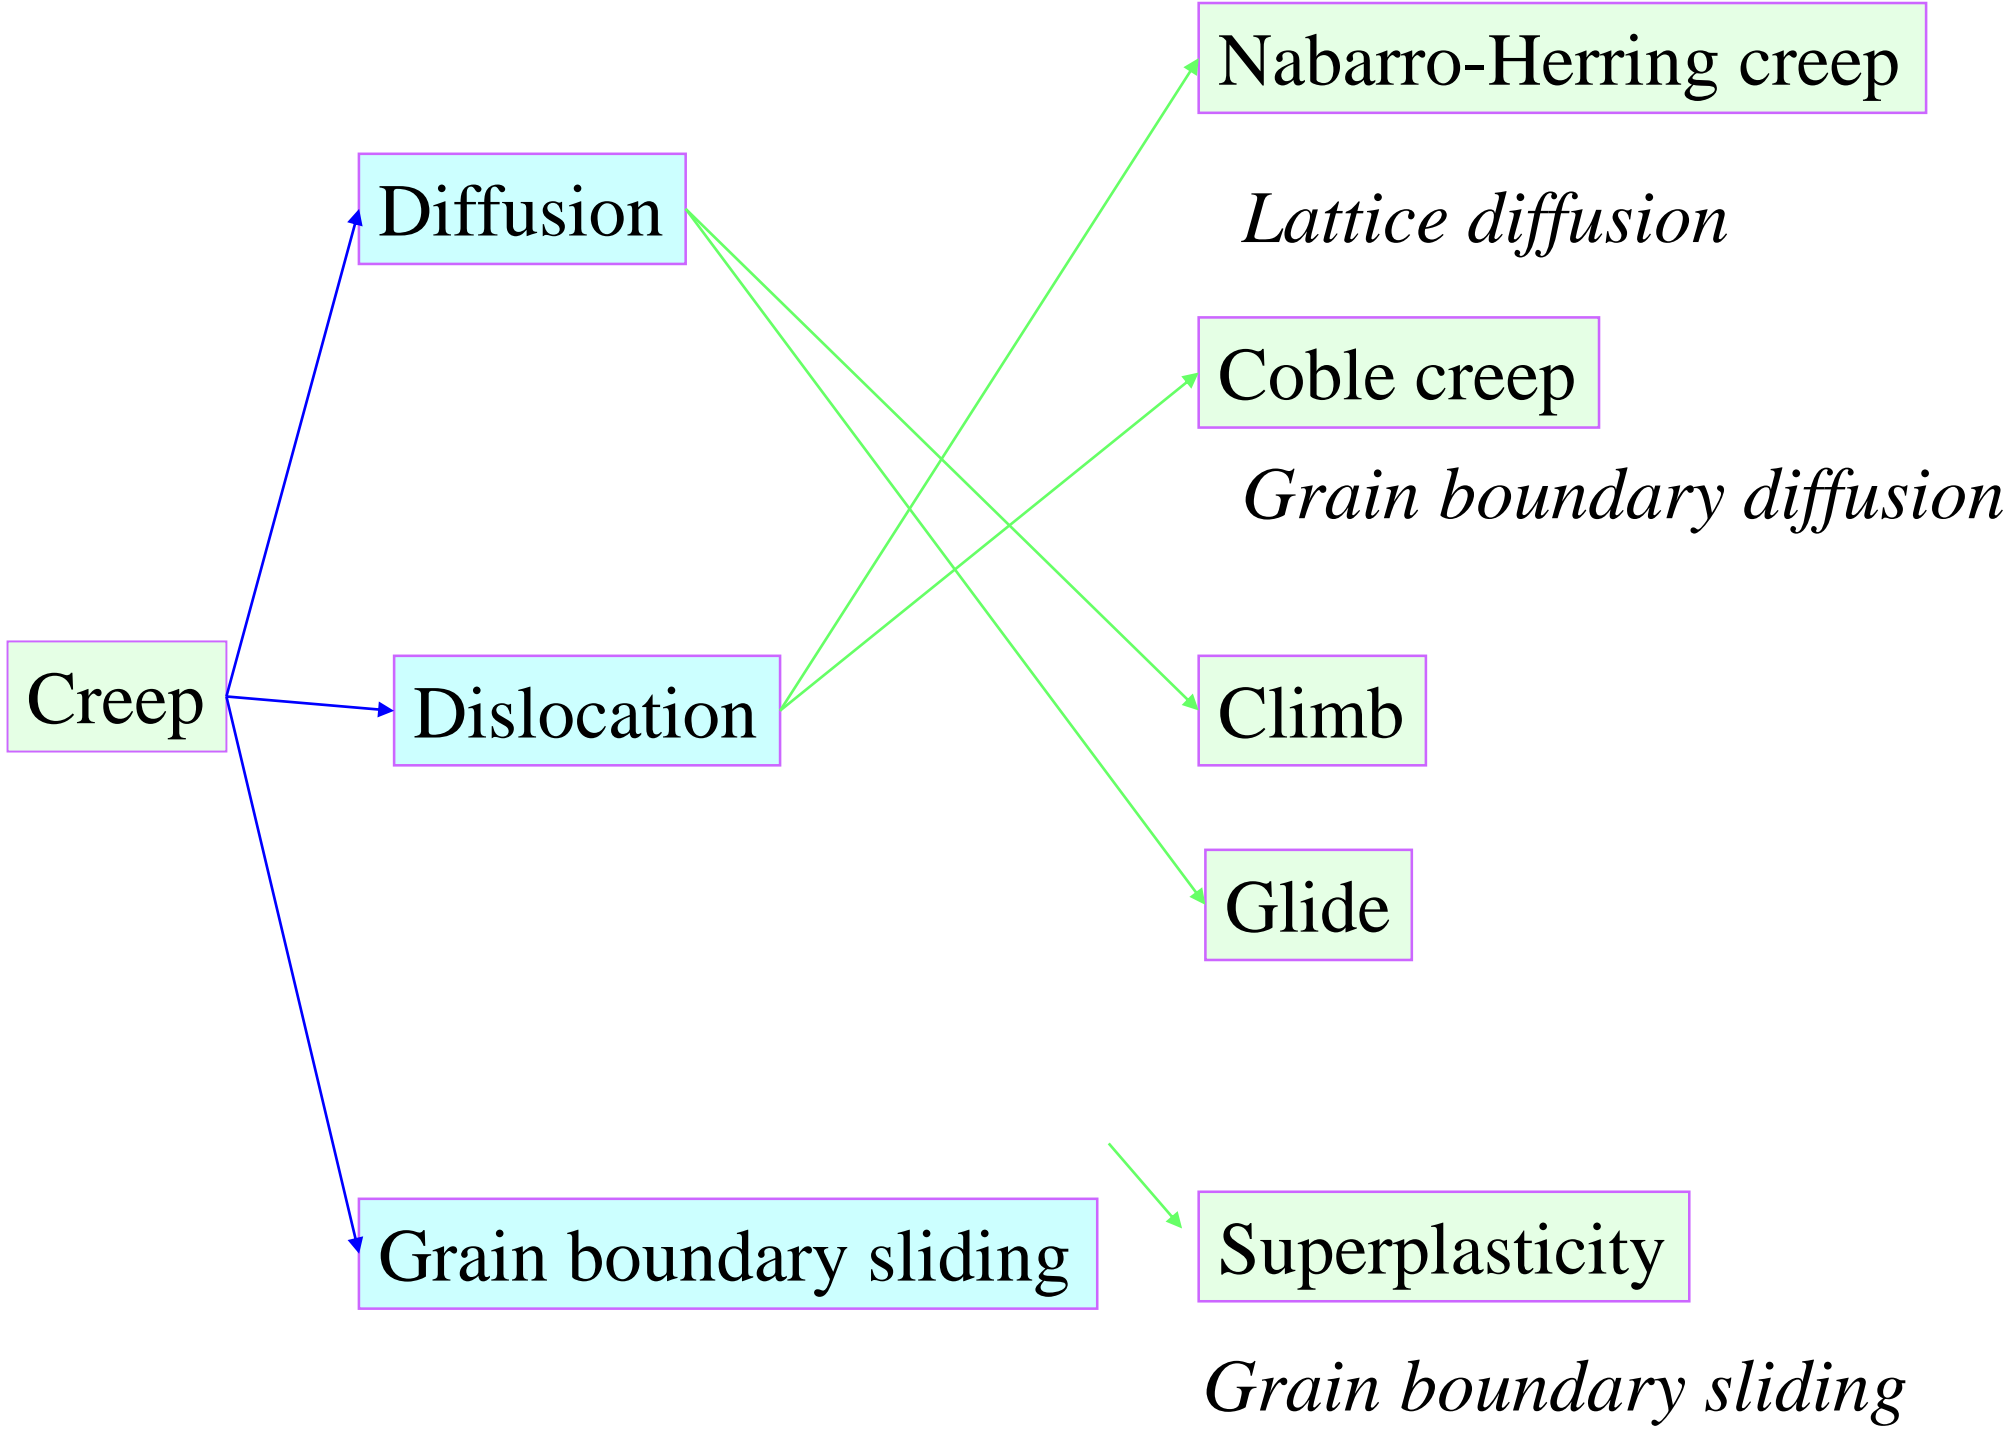 Nabarro-Herring creep
Diffusion
Lattice diffusion
Coble creep
Grain boundary diffusion
Creep
Dislocation
Climb
Glide
Grain boundary sliding
Superplasticity
Grain boundary sliding